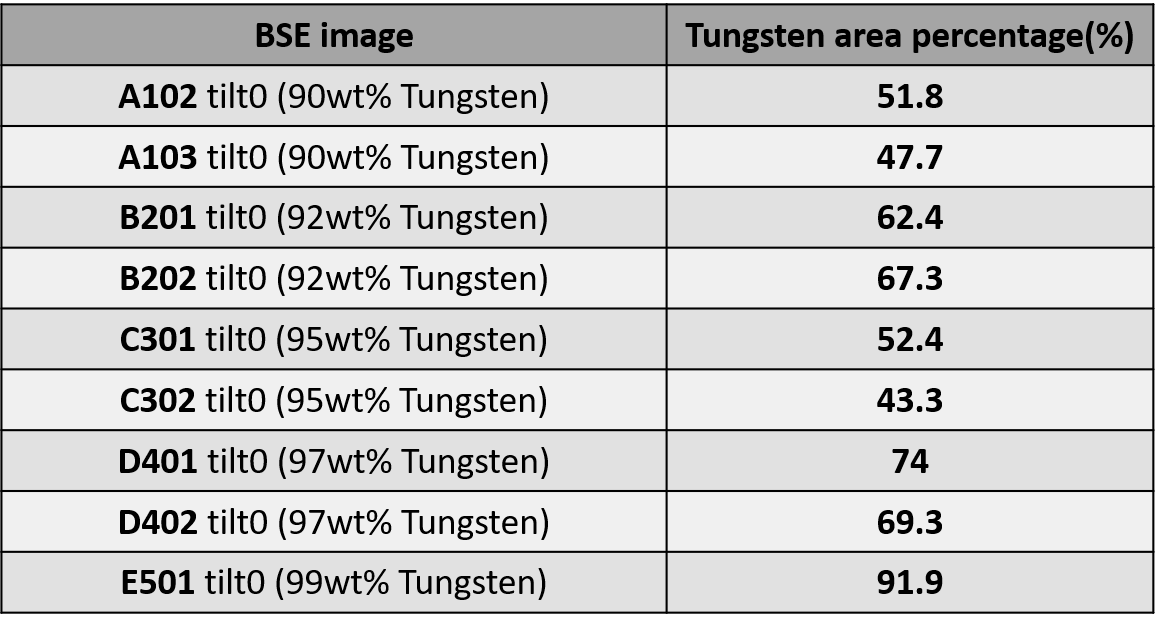 BSE image Tungsten area percentage(%)
A102 tilt0 (90wt% Tungsten) 51.8
A103 tilt0 (90wt% Tungsten) 47.7
B201 tilt0 (92wt% Tungsten) 62.4
B202 tilt0 (92wt% Tungsten) 67.3
C301 tilt0 (95wt% Tungsten) 52.4
C302 tilt0 (95wt% Tungsten) 43.3
D401 tilt0 (97wt% Tungsten) 74
D402 tilt0 (97wt% Tungsten) 69.3
E501 tilt0 (99wt% Tungsten) 91.9